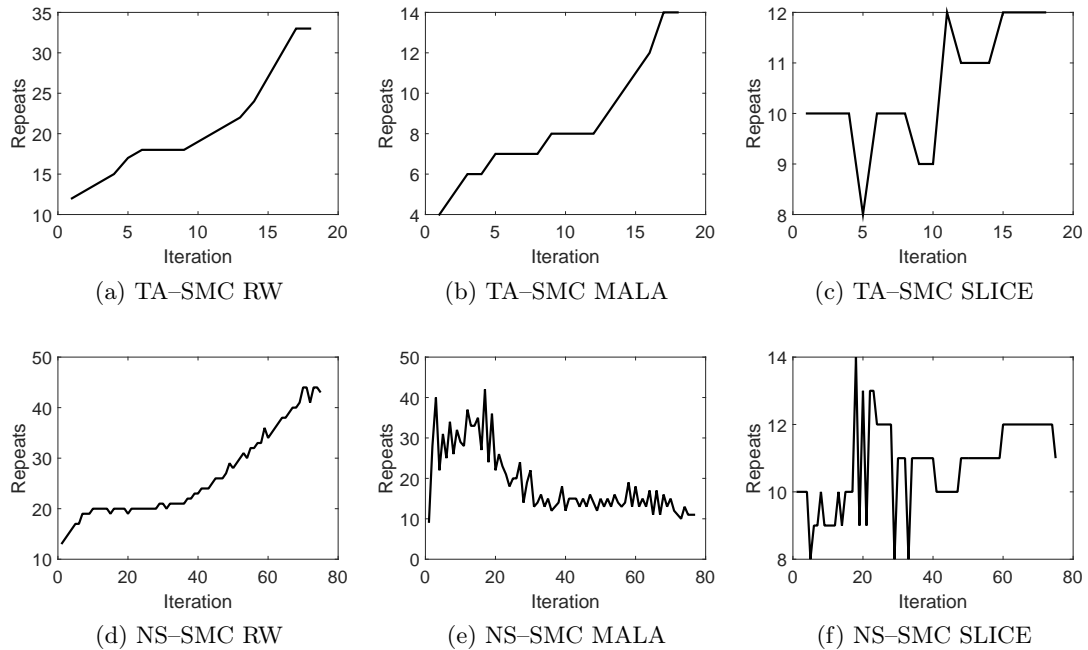 35
30
25
20
15
10
Repeats
0 5 10 15 20
Iteration
(a) TA–SMC RW
14
12
10
8
6
4
Repeats
0 5 10 15 20
Iteration
(b) TA–SMC MALA
12
11
10
9
8
Repeats
0 5 10 15 20
Iteration
(c) TA–SMC SLICE
50
40
30
20
10
Repeats
0 20 40 60 80
Iteration
(d) NS–SMC RW
50
40
30
20
10
0
Repeats
0 20 40 60 80
Iteration
(e) NS–SMC MALA
14
12
10
8
Repeats
0 20 40 60 80
Iteration
(f) NS–SMC SLICE